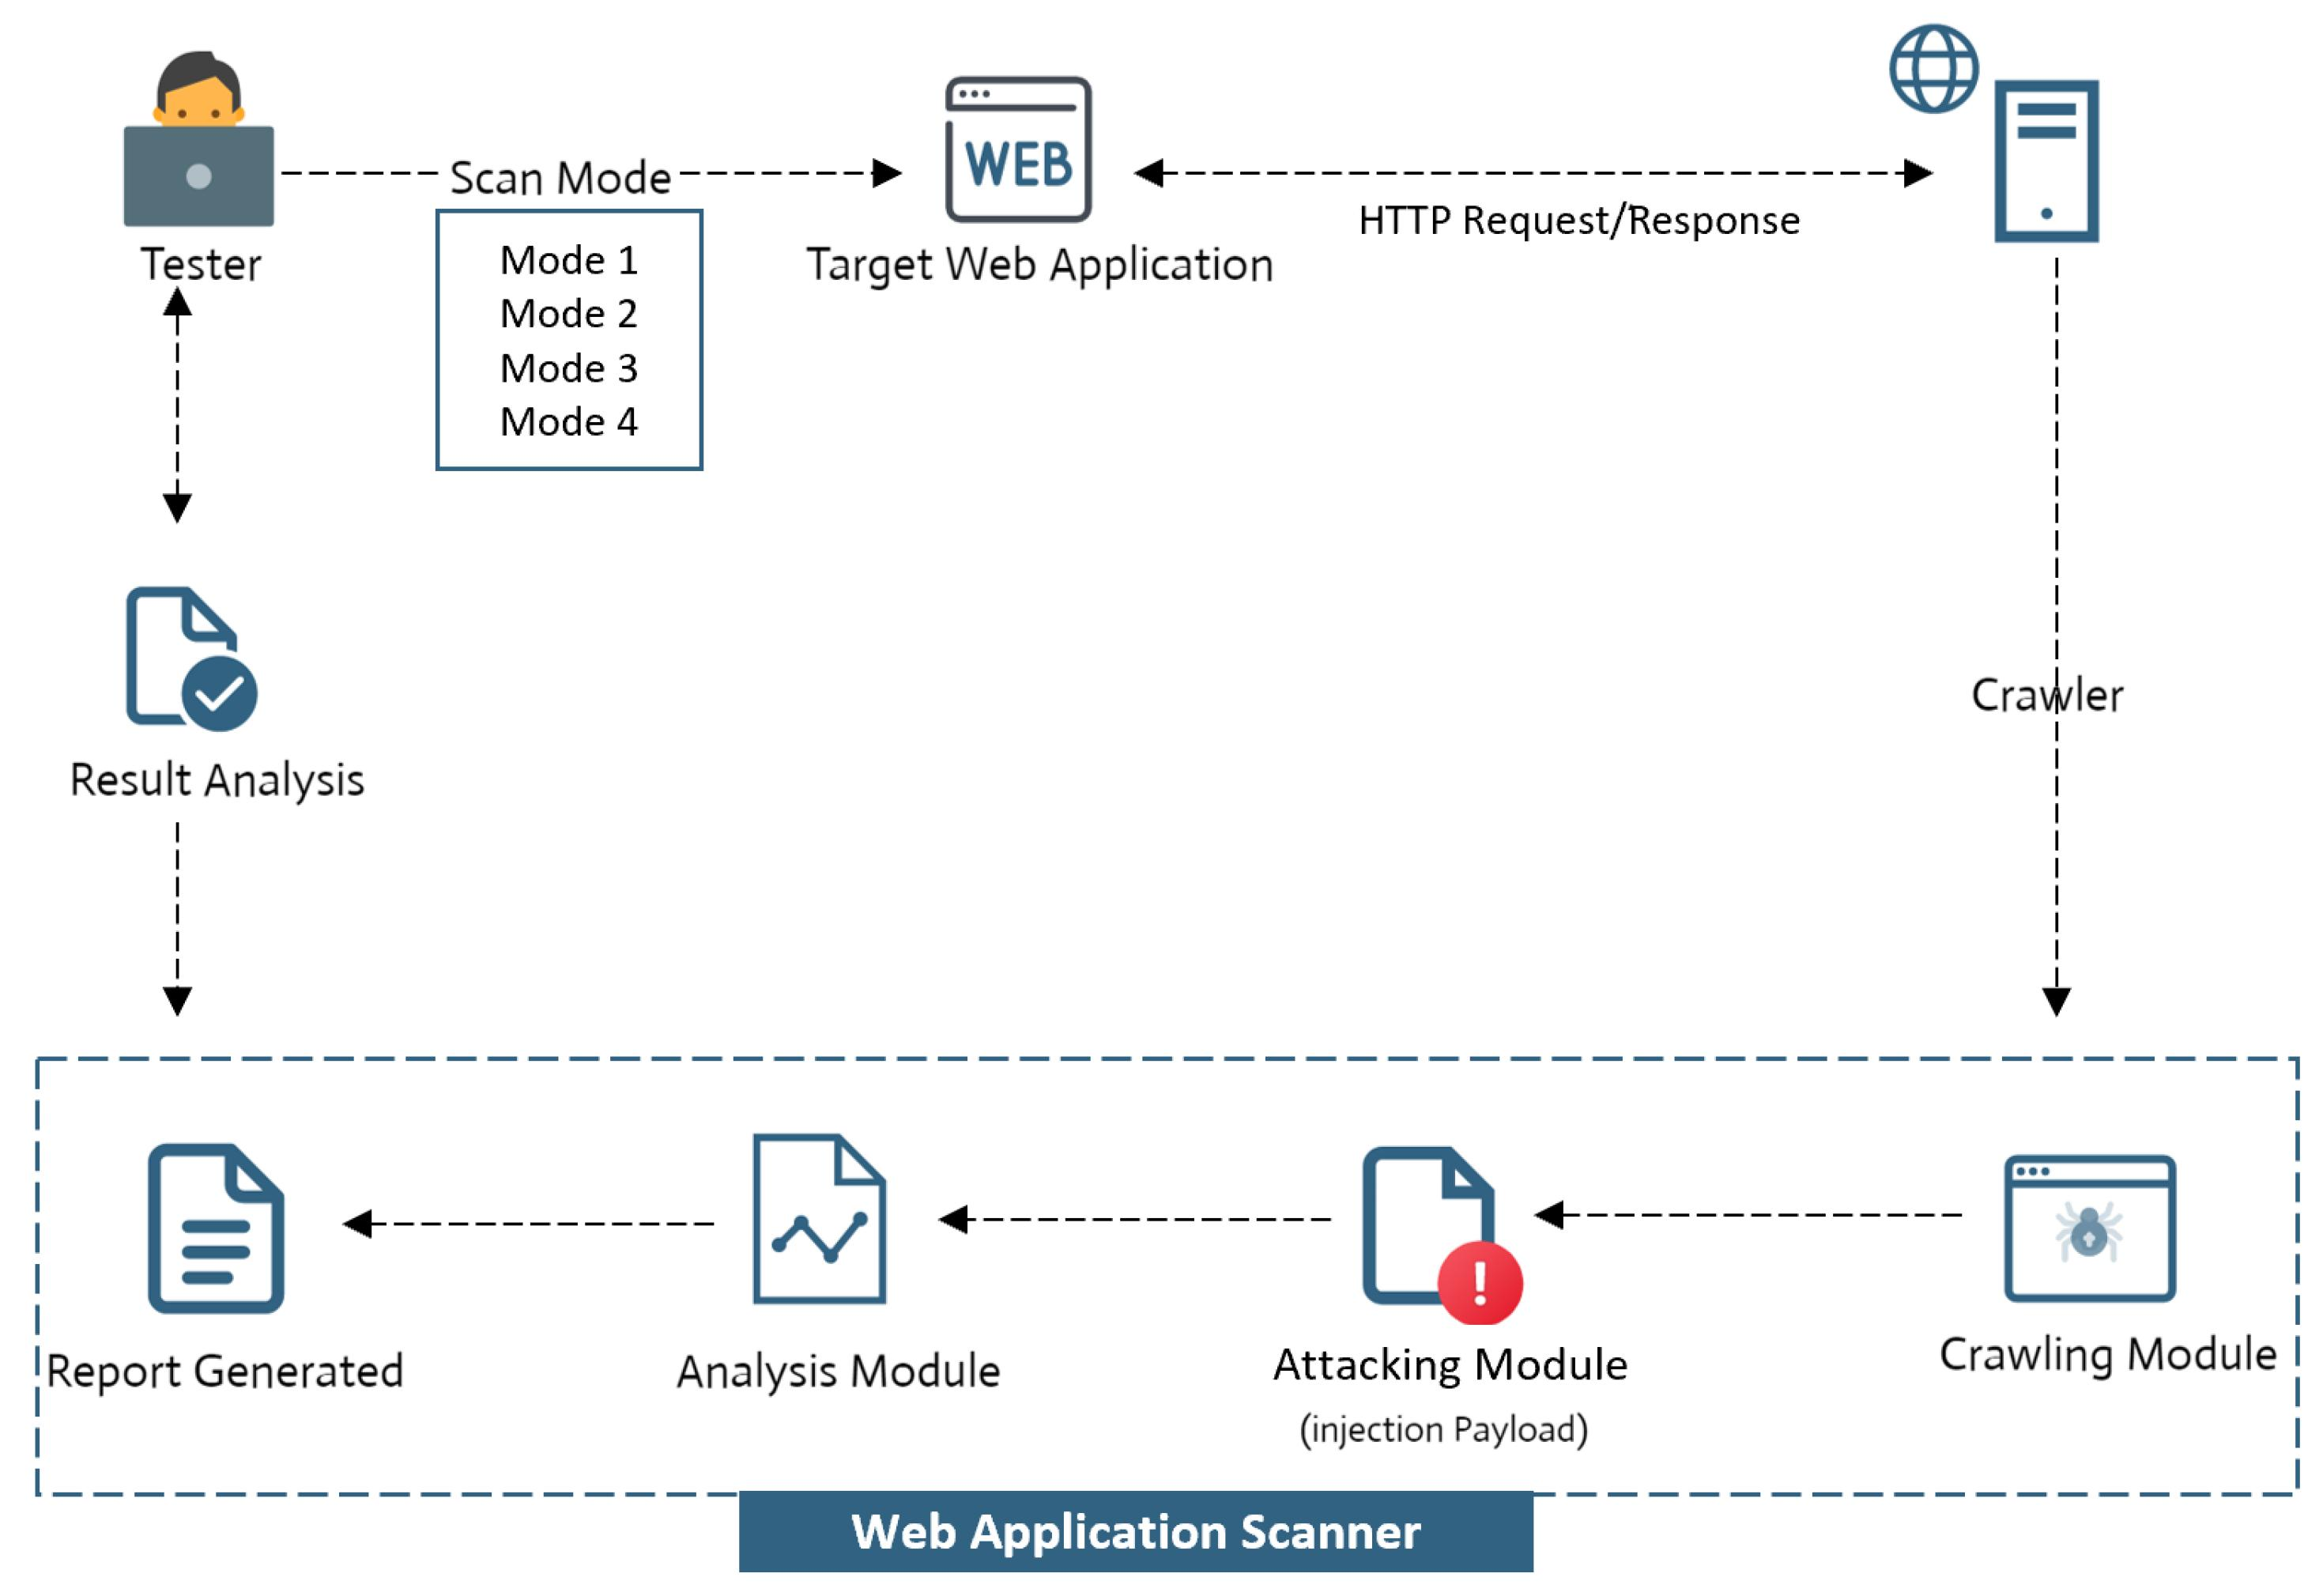 WEB
Scan Mode
Mode 1
Mode 2
Mode 3
Mode 4
Tester
Target Web Application
HTTP Request/Response
Crawler
Result Analysis
Report Generated
Analysis Module
Attacking Module
(injection Payload)
Crawling Module
Web Application Scanner